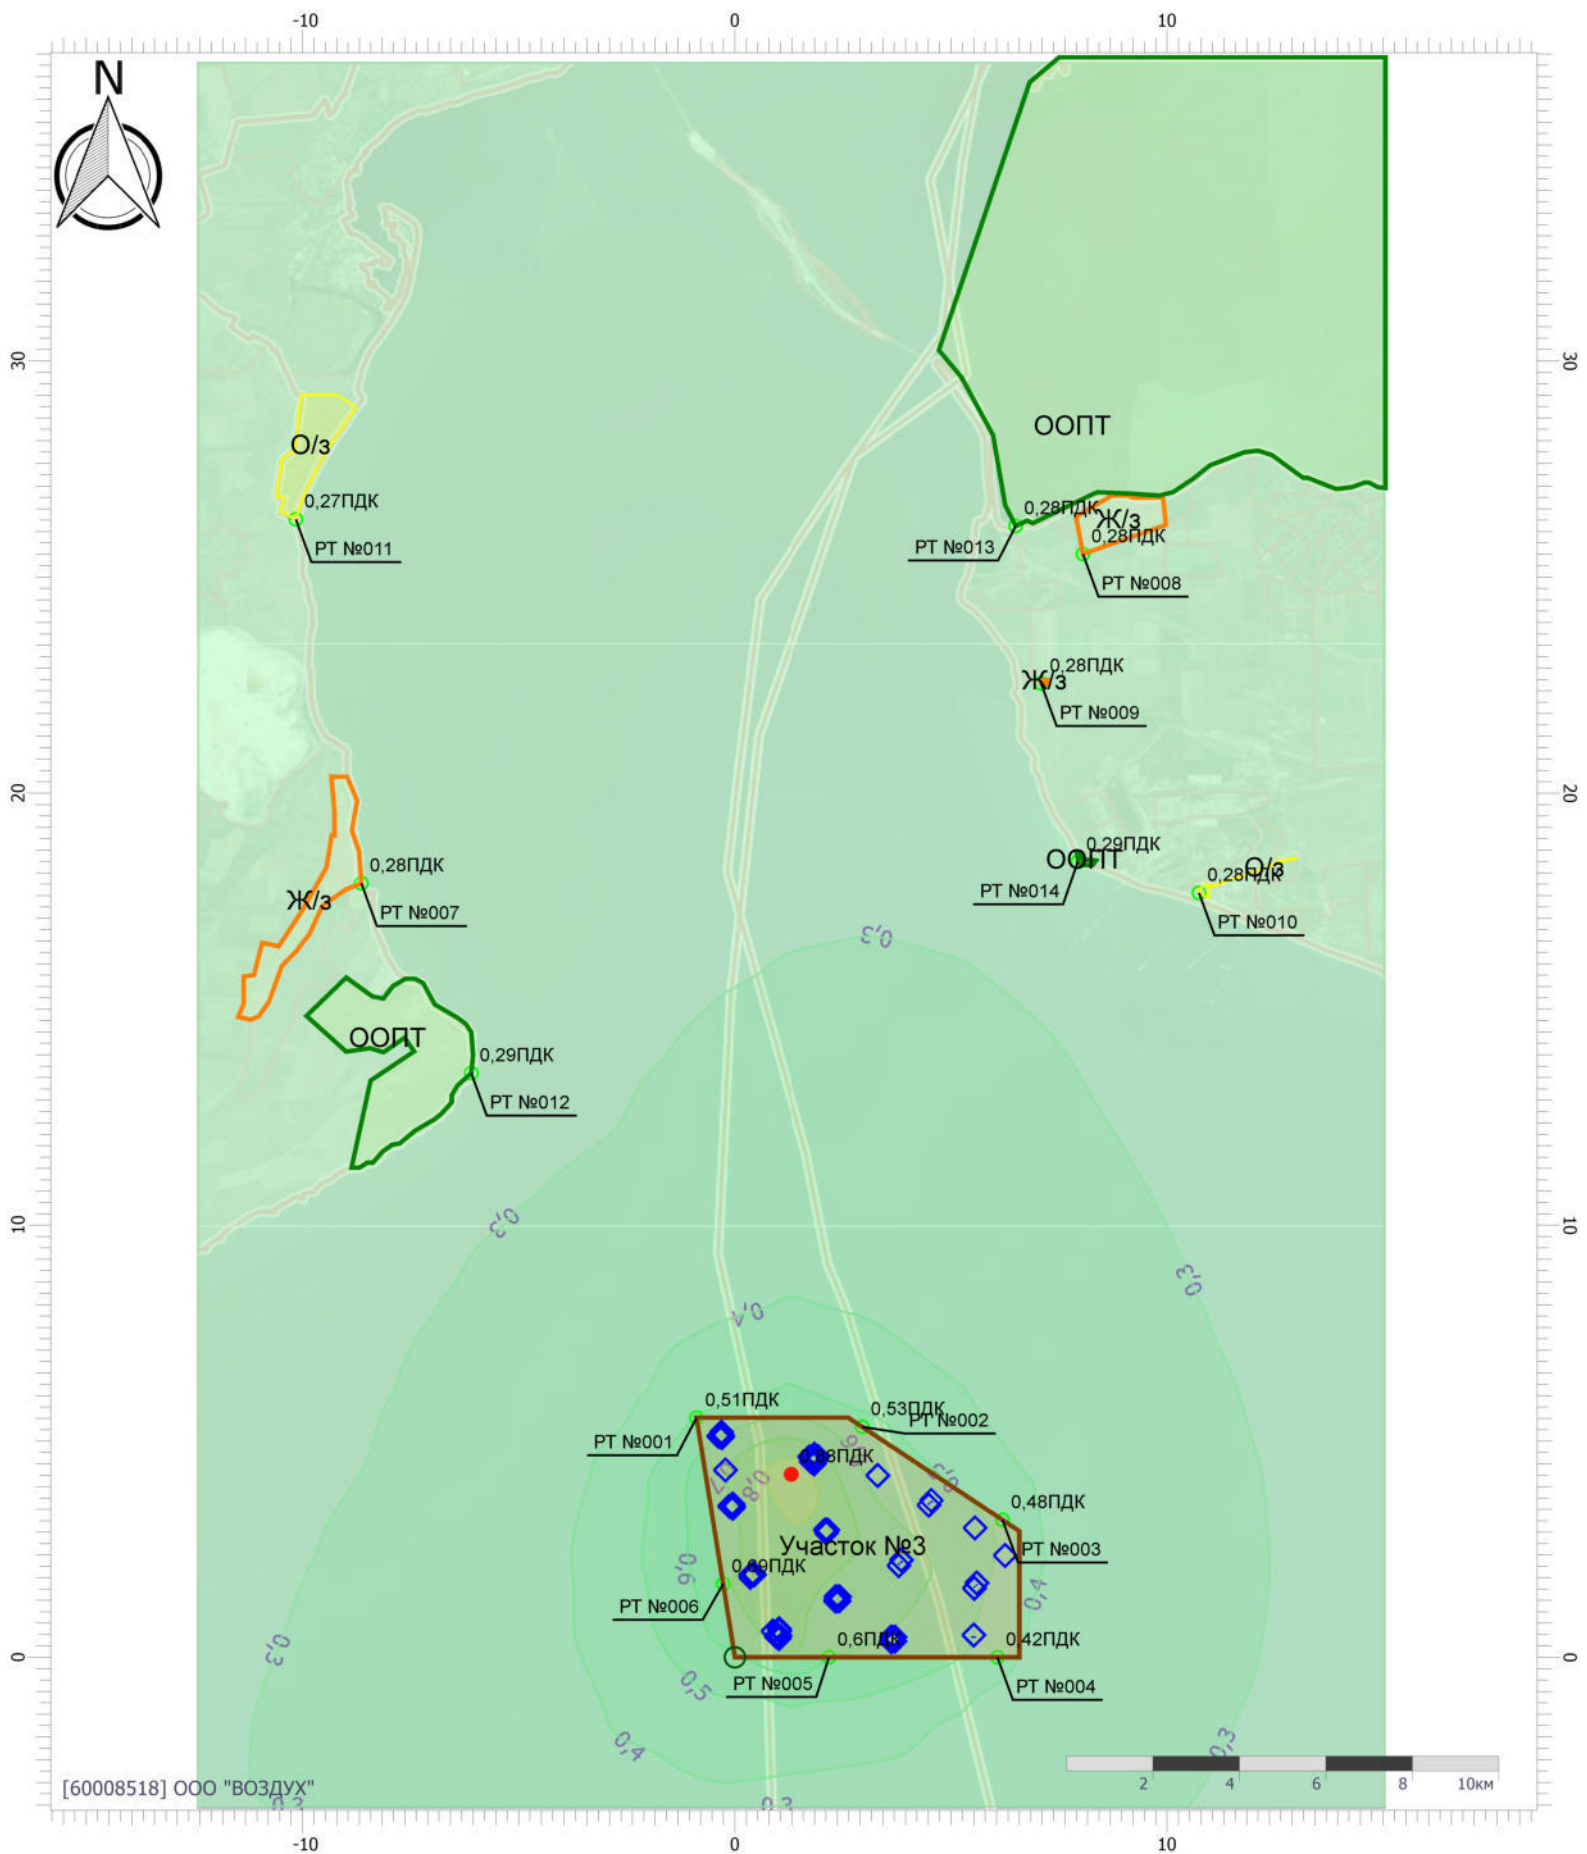 -10 0 10
N
30 30
ООПТ
О/з
0,27ПДК
РТ №011
0,28ПДК
РТ №013
Ж/з
0,28ПДК
РТ №008
0,28ПДК
Ж/з
РТ №009
20 20
0,29ПДК
ООПТ
РТ №014
О/з
0,28ПДК
РТ №010
0,28ПДК
Ж/з
РТ №007
0,3
ООПТ
0,29ПДК
РТ №012
10 10
0,3
0,3
0,4
0,51ПДК
РТ №001
0,53ПДК
РТ №002
0,88ПДК
0,8
0,48ПДК
РТ №003
Участок №3
0,6
0,69ПДК
РТ №006
0,4
0,6ПДК
РТ №005
0,42ПДК
РТ №004
0 0
0,3
0,5
0,4
0,3
2 4 6 8 10км
[60008518] ООО "ВОЗДУХ"
0,3
-10 0 10